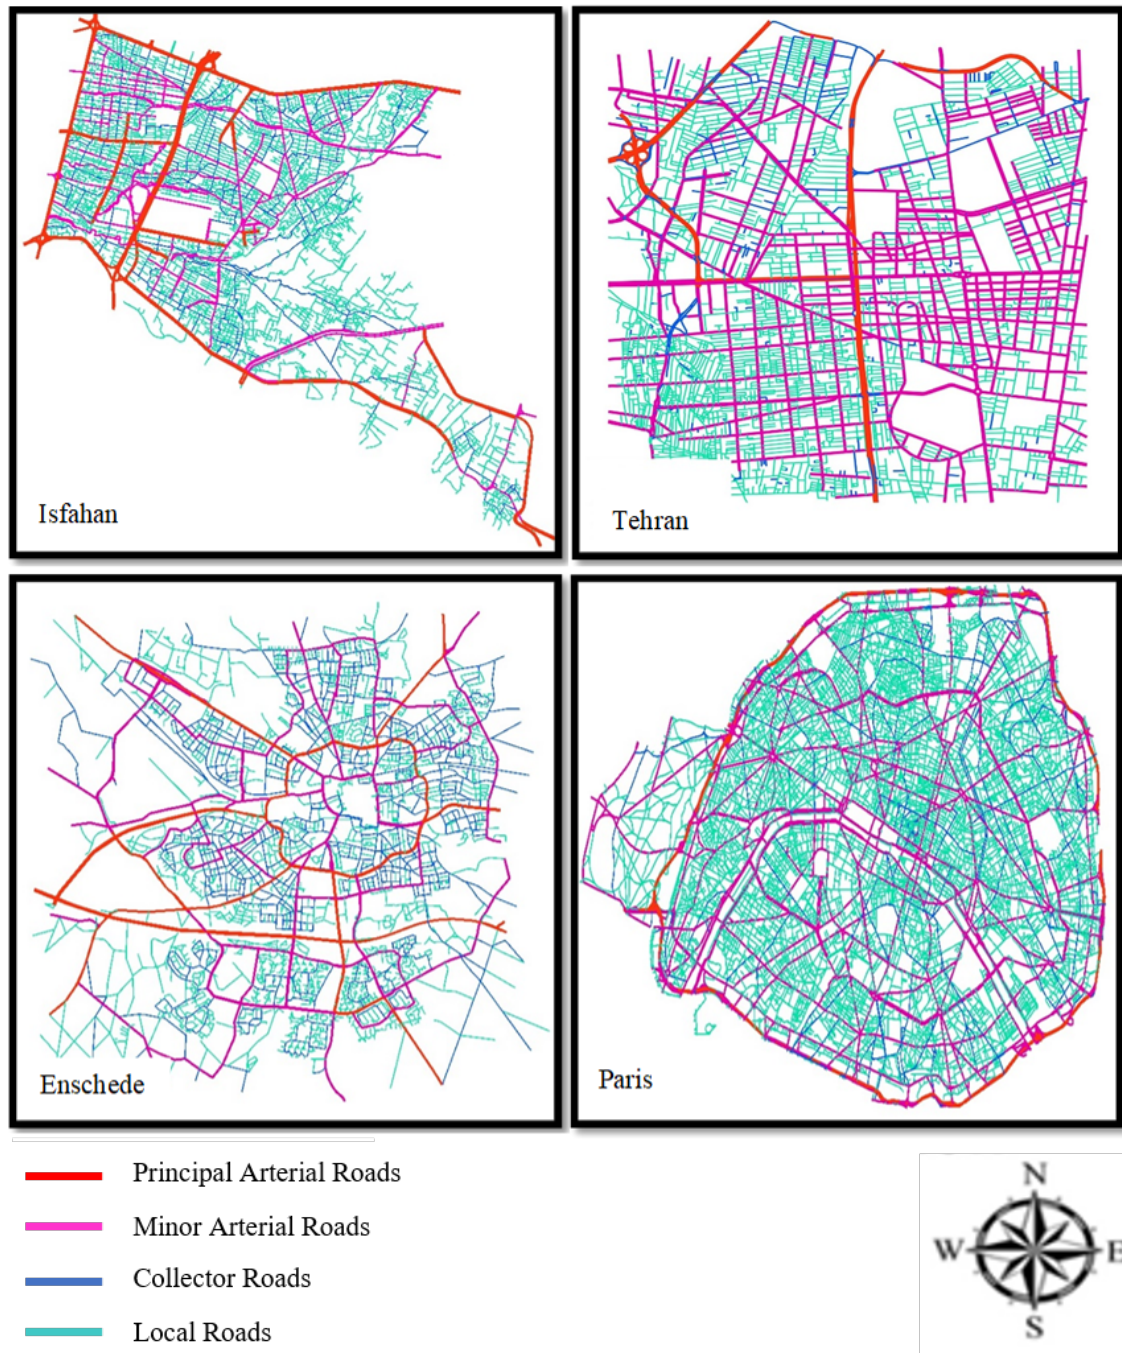 Isfahan
Tehran
Enschede
Paris
Principal Arterial Roads
Minor Arterial Roads
Collector Roads
Local Roads
N
W
E
S